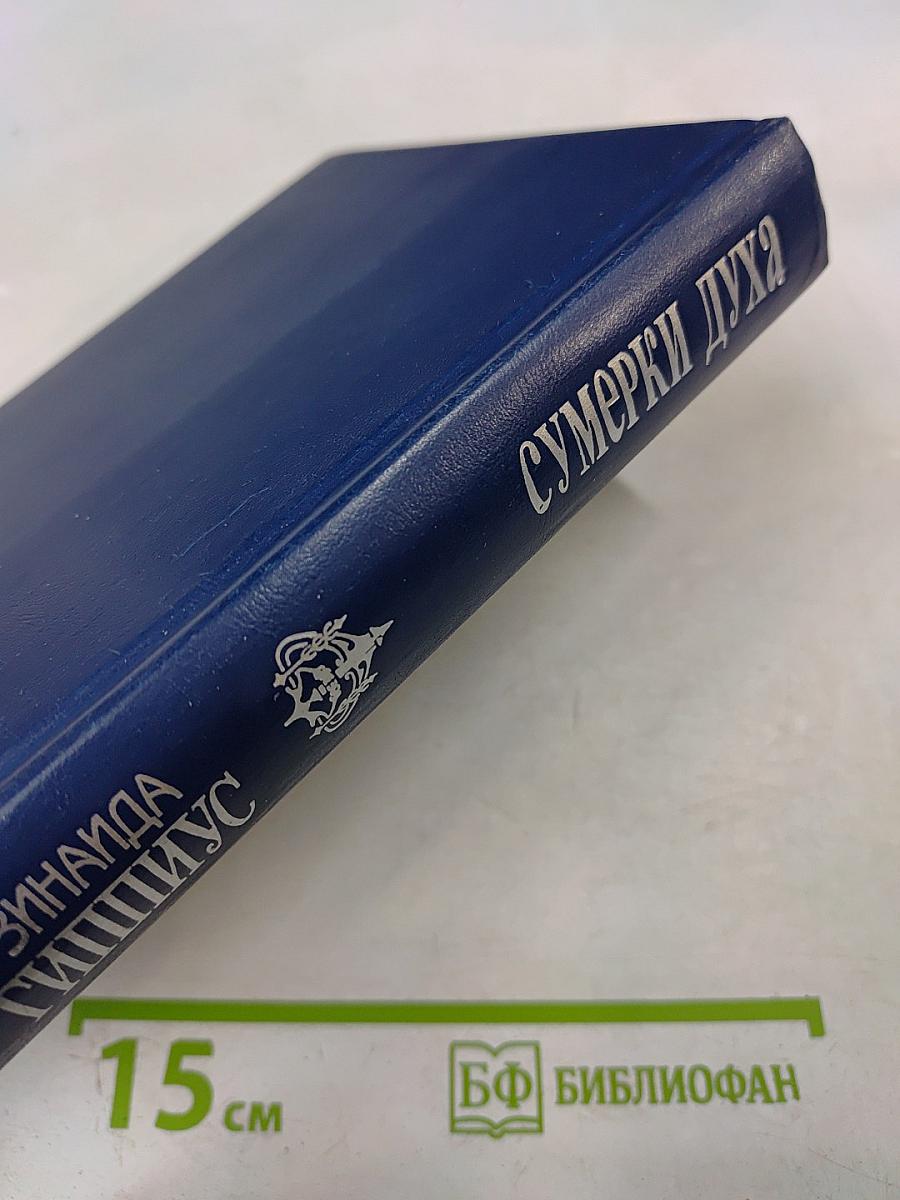 ЗИНАИДА
ГИППИУС
СУМЕРКИ ДУХА
15 см
БФ БИБЛИОФАН